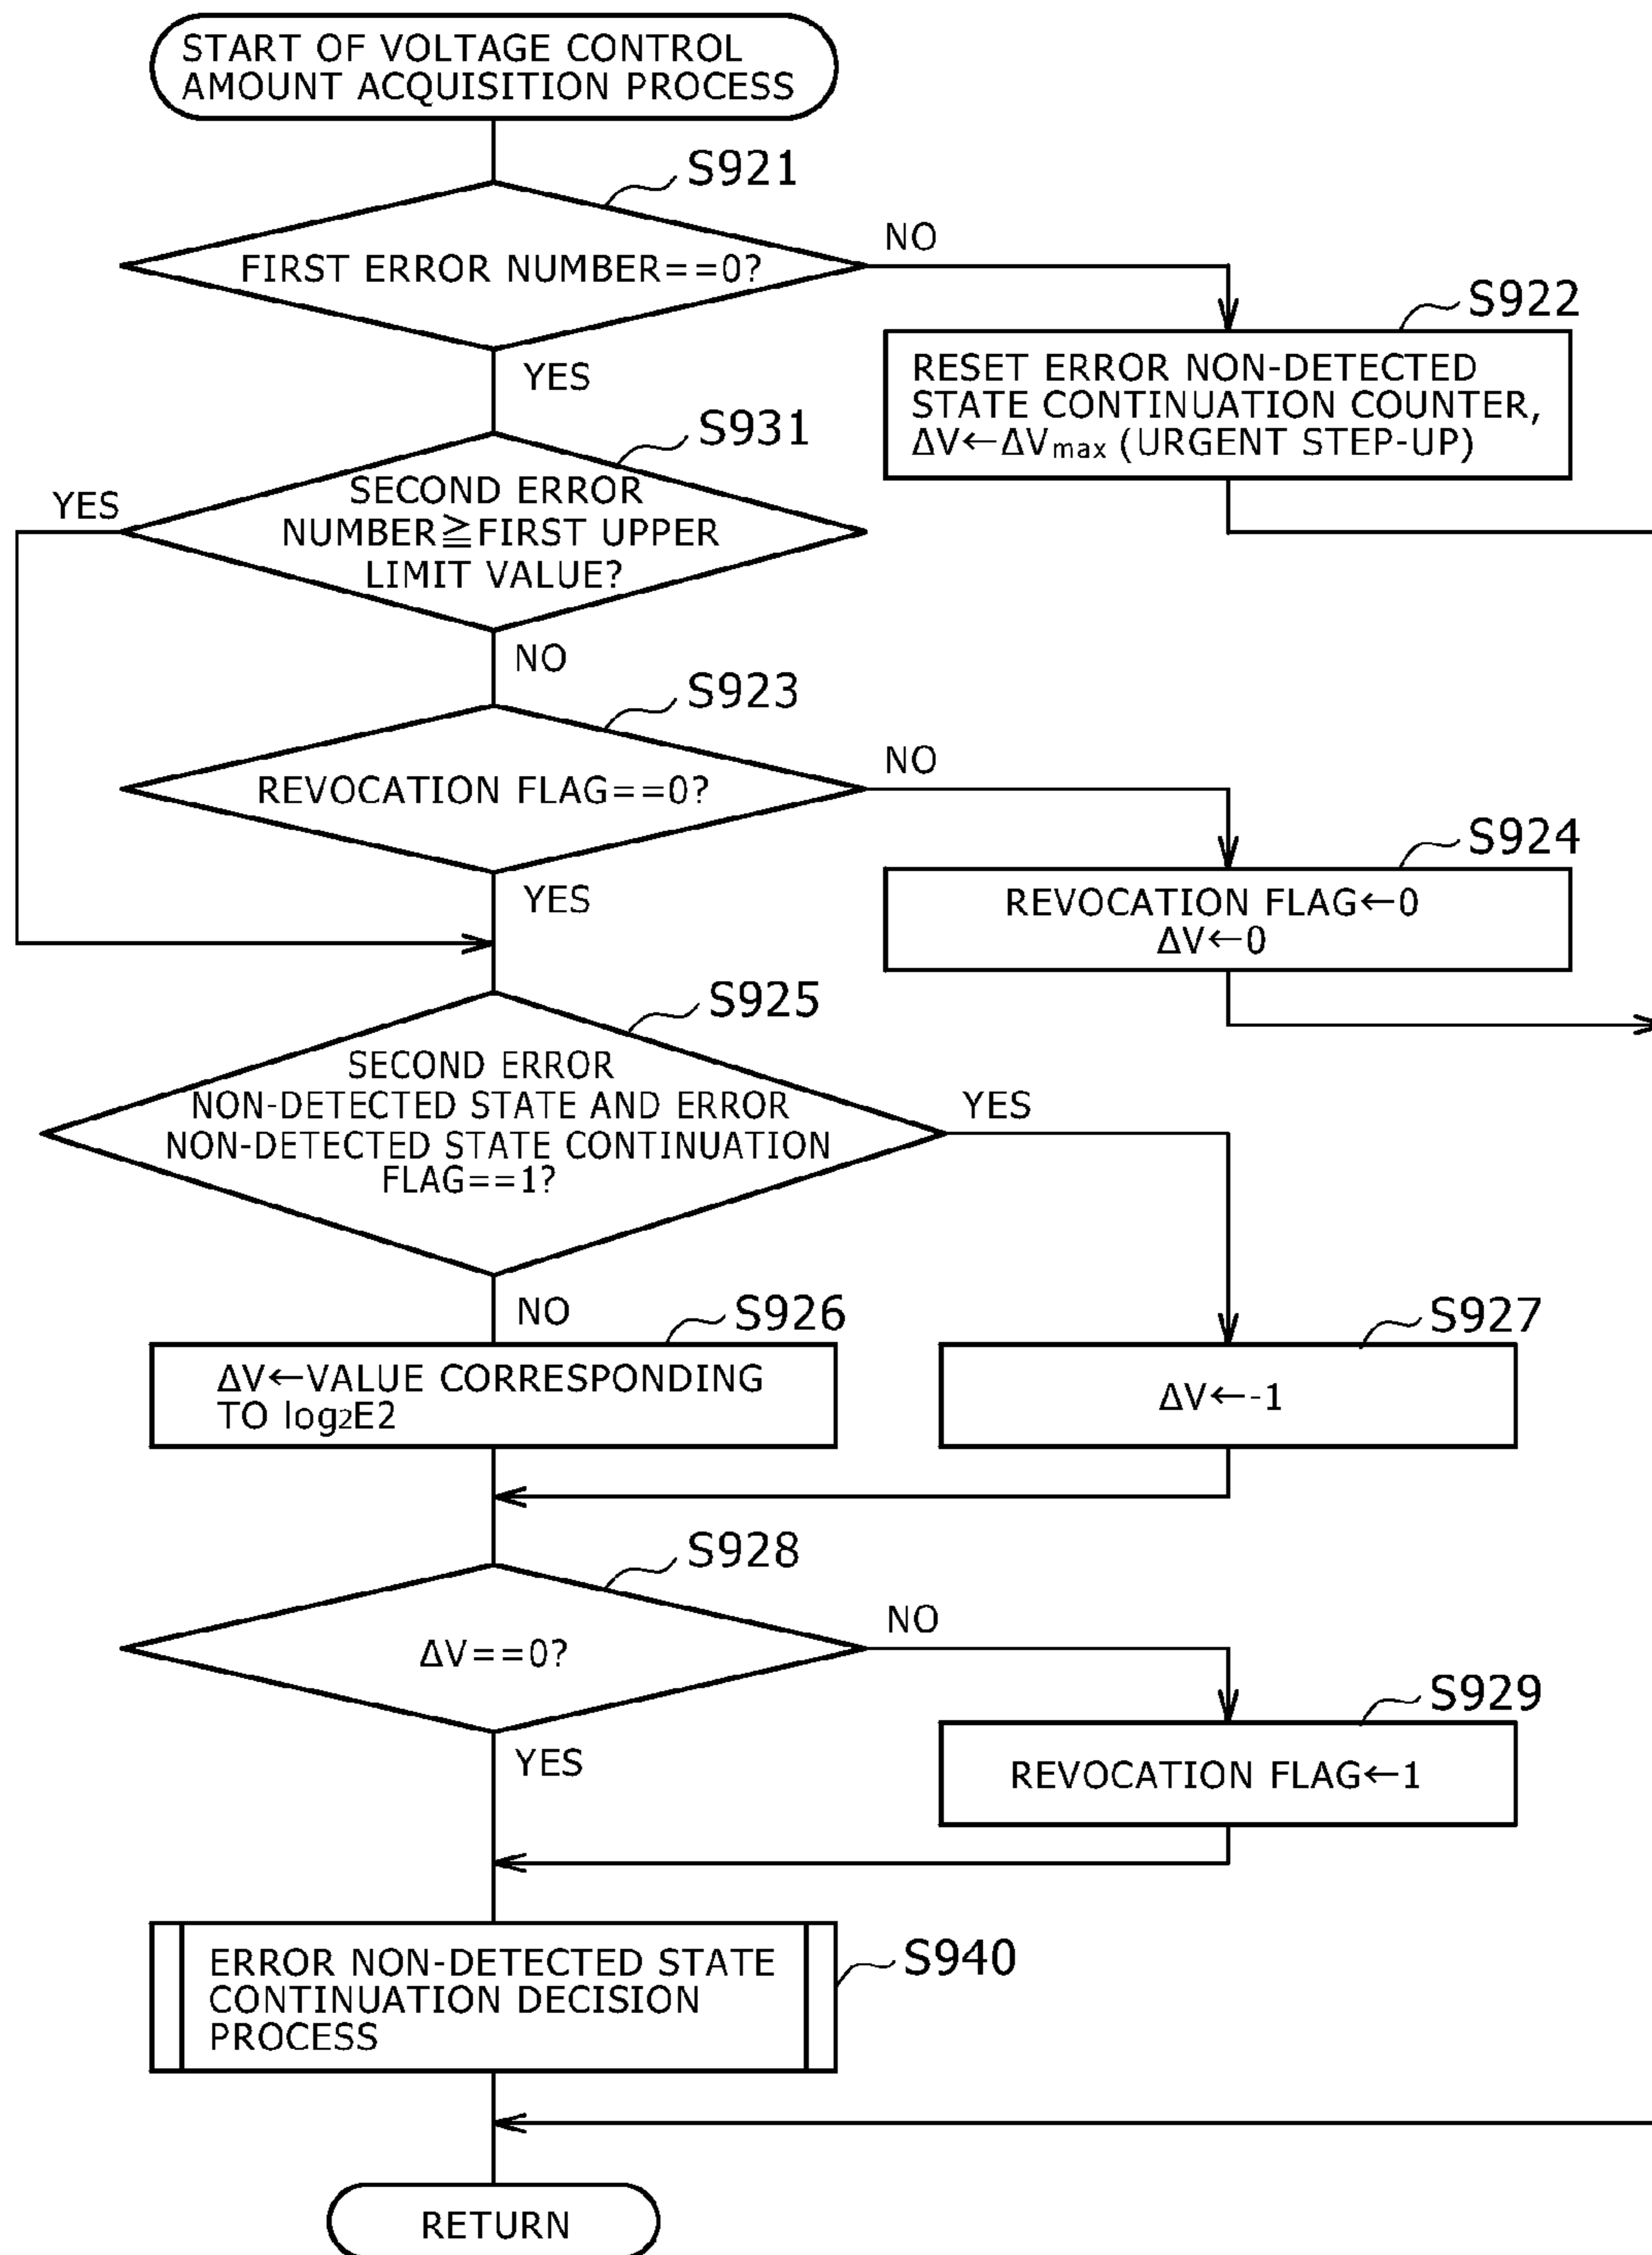 START OF VOLTAGE CONTROL
AMOUNT ACQUISITION PROCESS
S921
FIRST ERROR NUMBER==0?
NO
YES
S922
RESET ERROR NON-DETECTED
STATE CONTINUATION COUNTER,
ΔV←ΔVmax (URGENT STEP-UP)
S931
YES
SECOND ERROR
NUMBER≧FIRST UPPER
LIMIT VALUE?
NO
S923
REVOCATION FLAG==0?
NO
YES
S924
REVOCATION FLAG←0
ΔV←0
S925
SECOND ERROR
NON-DETECTED STATE AND ERROR
NON-DETECTED STATE CONTINUATION
FLAG==1?
YES
NO
S926
ΔV←VALUE CORRESPONDING
TO log₂E2
S927
ΔV←-1
S928
ΔV==0?
NO
YES
S929
REVOCATION FLAG←1
S940
ERROR NON-DETECTED STATE
CONTINUATION DECISION
PROCESS
RETURN